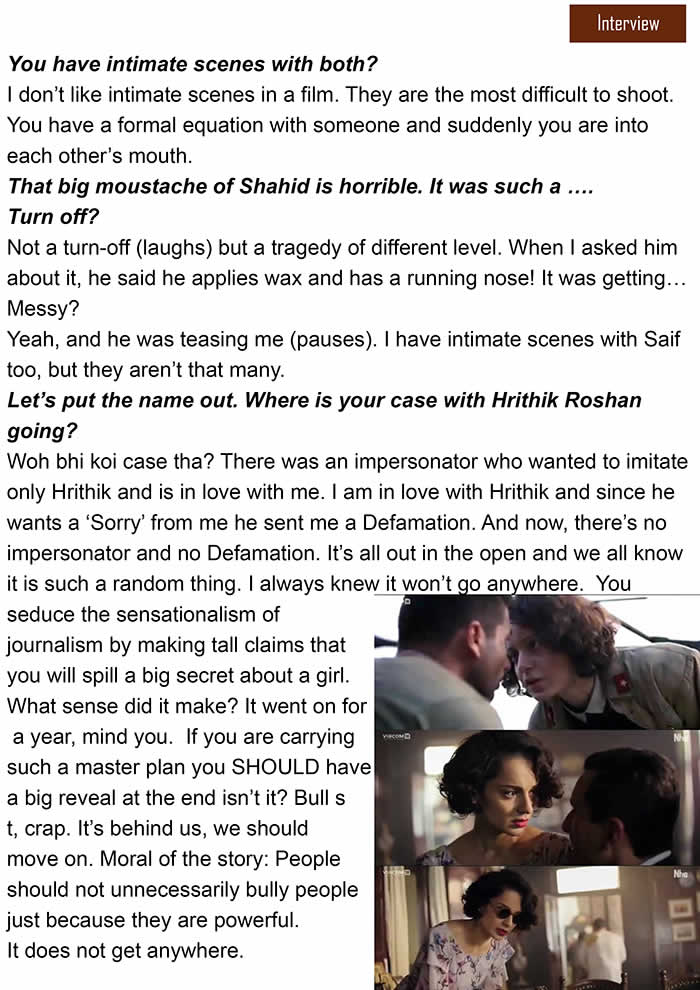 Interview
You have intimate scenes with both?
I don’t like intimate scenes in a film. They are the most difficult to shoot.
You have a formal equation with someone and suddenly you are into
each other’s mouth.
That big moustache of Shahid is horrible. It was such a ….
Turn off?
Not a turn-off (laughs) but a tragedy of different level. When I asked him
about it, he said he applies wax and has a running nose! It was getting…
Messy?
Yeah, and he was teasing me (pauses). I have intimate scenes with Saif
too, but they aren’t that many.
Let’s put the name out. Where is your case with Hrithik Roshan
going?
Woh bhi koi case tha? There was an impersonator who wanted to imitate
only Hrithik and is in love with me. I am in love with Hrithik and since he
wants a ‘Sorry’ from me he sent me a Defamation. And now, there’s no
impersonator and no Defamation. It’s all out in the open and we all know
it is such a random thing. I always knew it won’t go anywhere.  You
seduce the sensationalism of
journalism by making tall claims that
you will spill a big secret about a girl.
What sense did it make? It went on for
a year, mind you.  If you are carrying
such a master plan you SHOULD have
a big reveal at the end isn’t it? Bull s
t, crap. It’s behind us, we should
move on. Moral of the story: People
should not unnecessarily bully people
just because they are powerful.
It does not get anywhere.
VIACOM
VIACOM